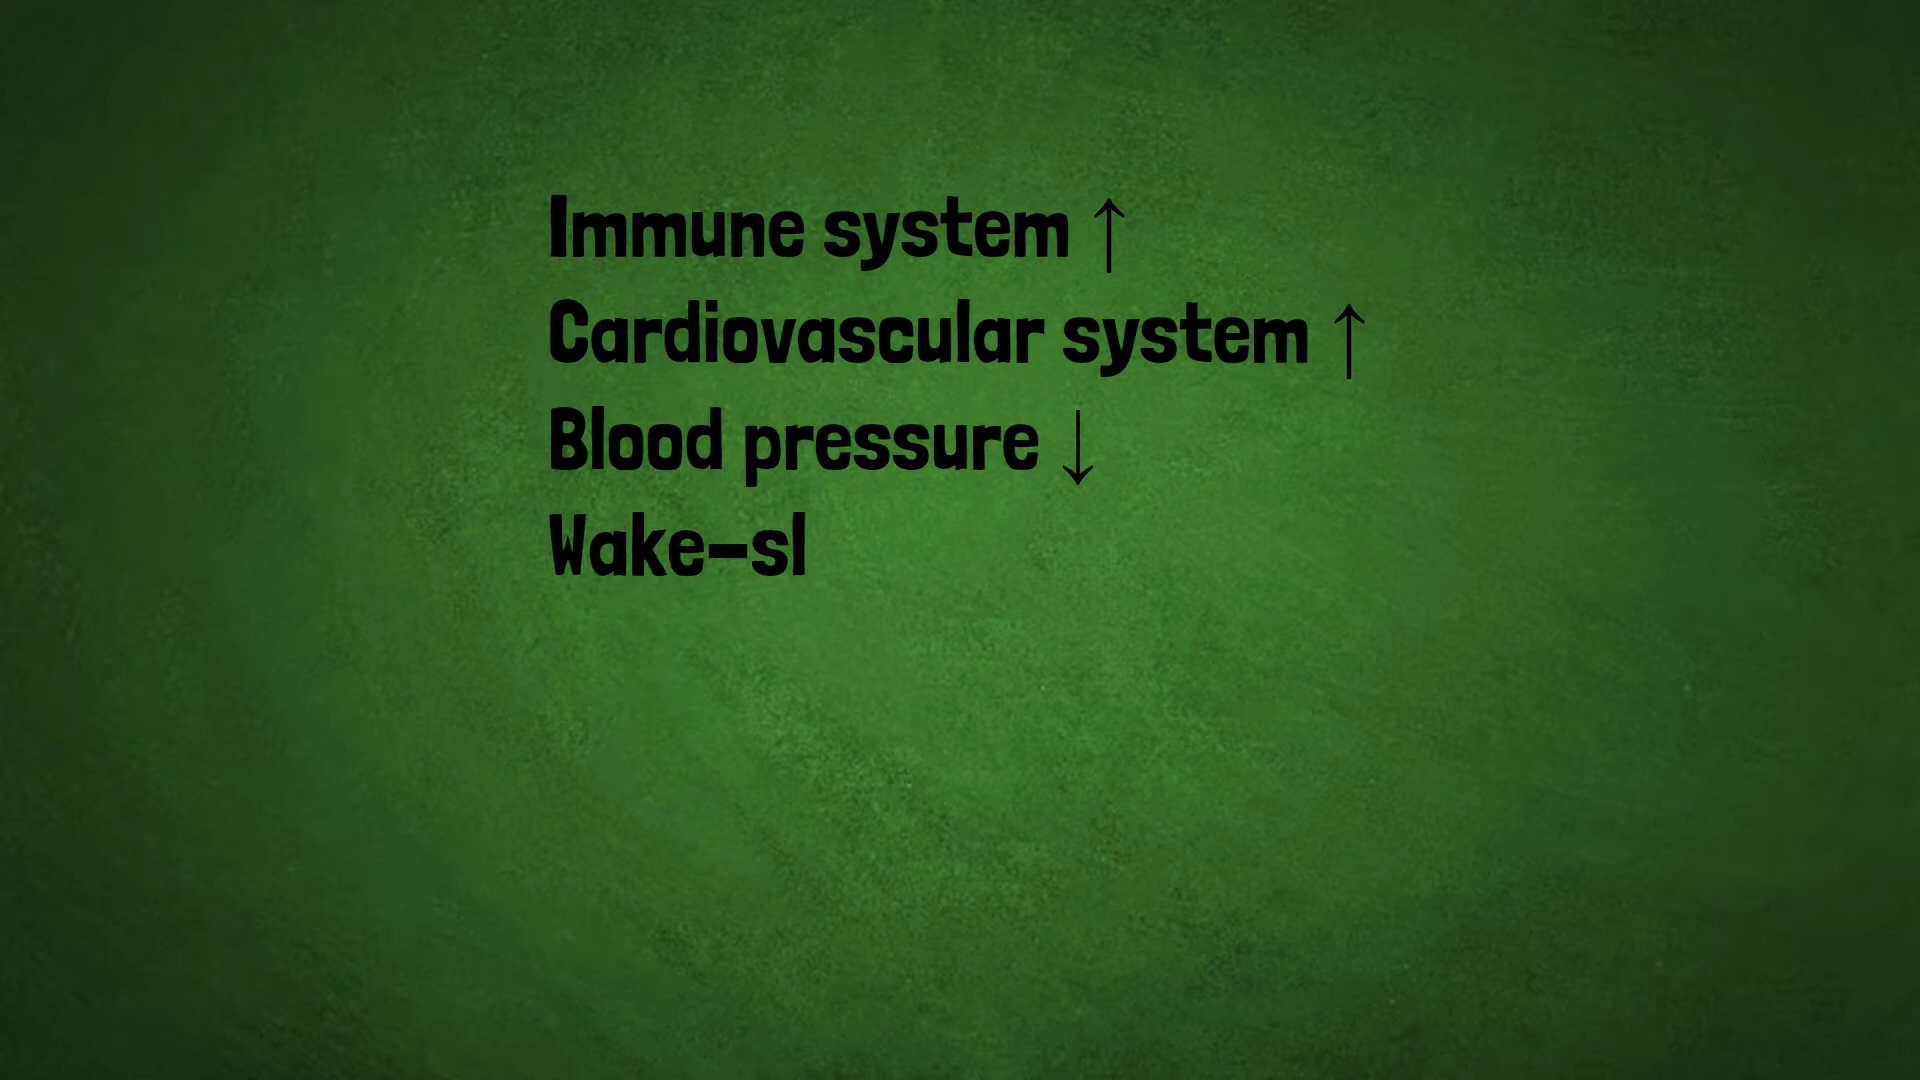 Immune system ↑
Cardiovascular system ↑
Blood pressure ↓
Wake-sl